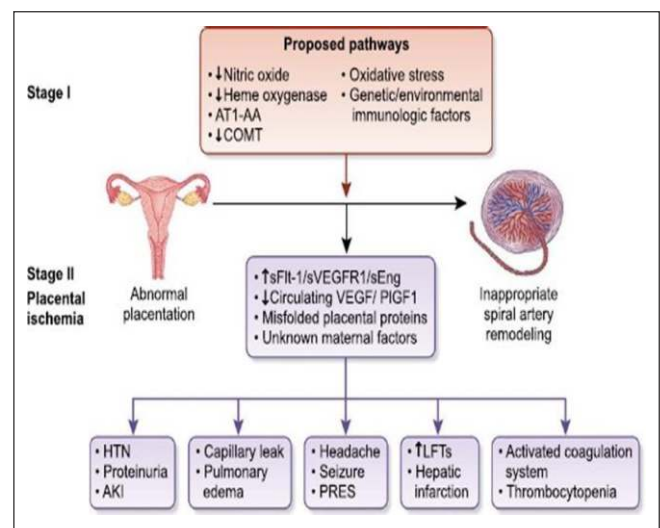 Proposed pathways
Stage I
• ↓Nitric oxide
• ↓Heme oxygenase
• AT1-AA
• ↓COMT
• Oxidative stress
• Genetic/environmental
immunologic factors
Stage II
Placental
ischemia
Abnormal
placentation
• ↑sFlt-1/sVEGFR1/sEng
• ↓Circulating VEGF/ PIGF1
• Misfolded placental proteins
• Unknown maternal factors
Inappropriate
spiral artery
remodeling
• HTN
• Proteinuria
• AKI
• Capillary leak
• Pulmonary
edema
• Headache
• Seizure
• PRES
• ↑LFTs
• Hepatic
infarction
• Activated coagulation
system
• Thrombocytopenia